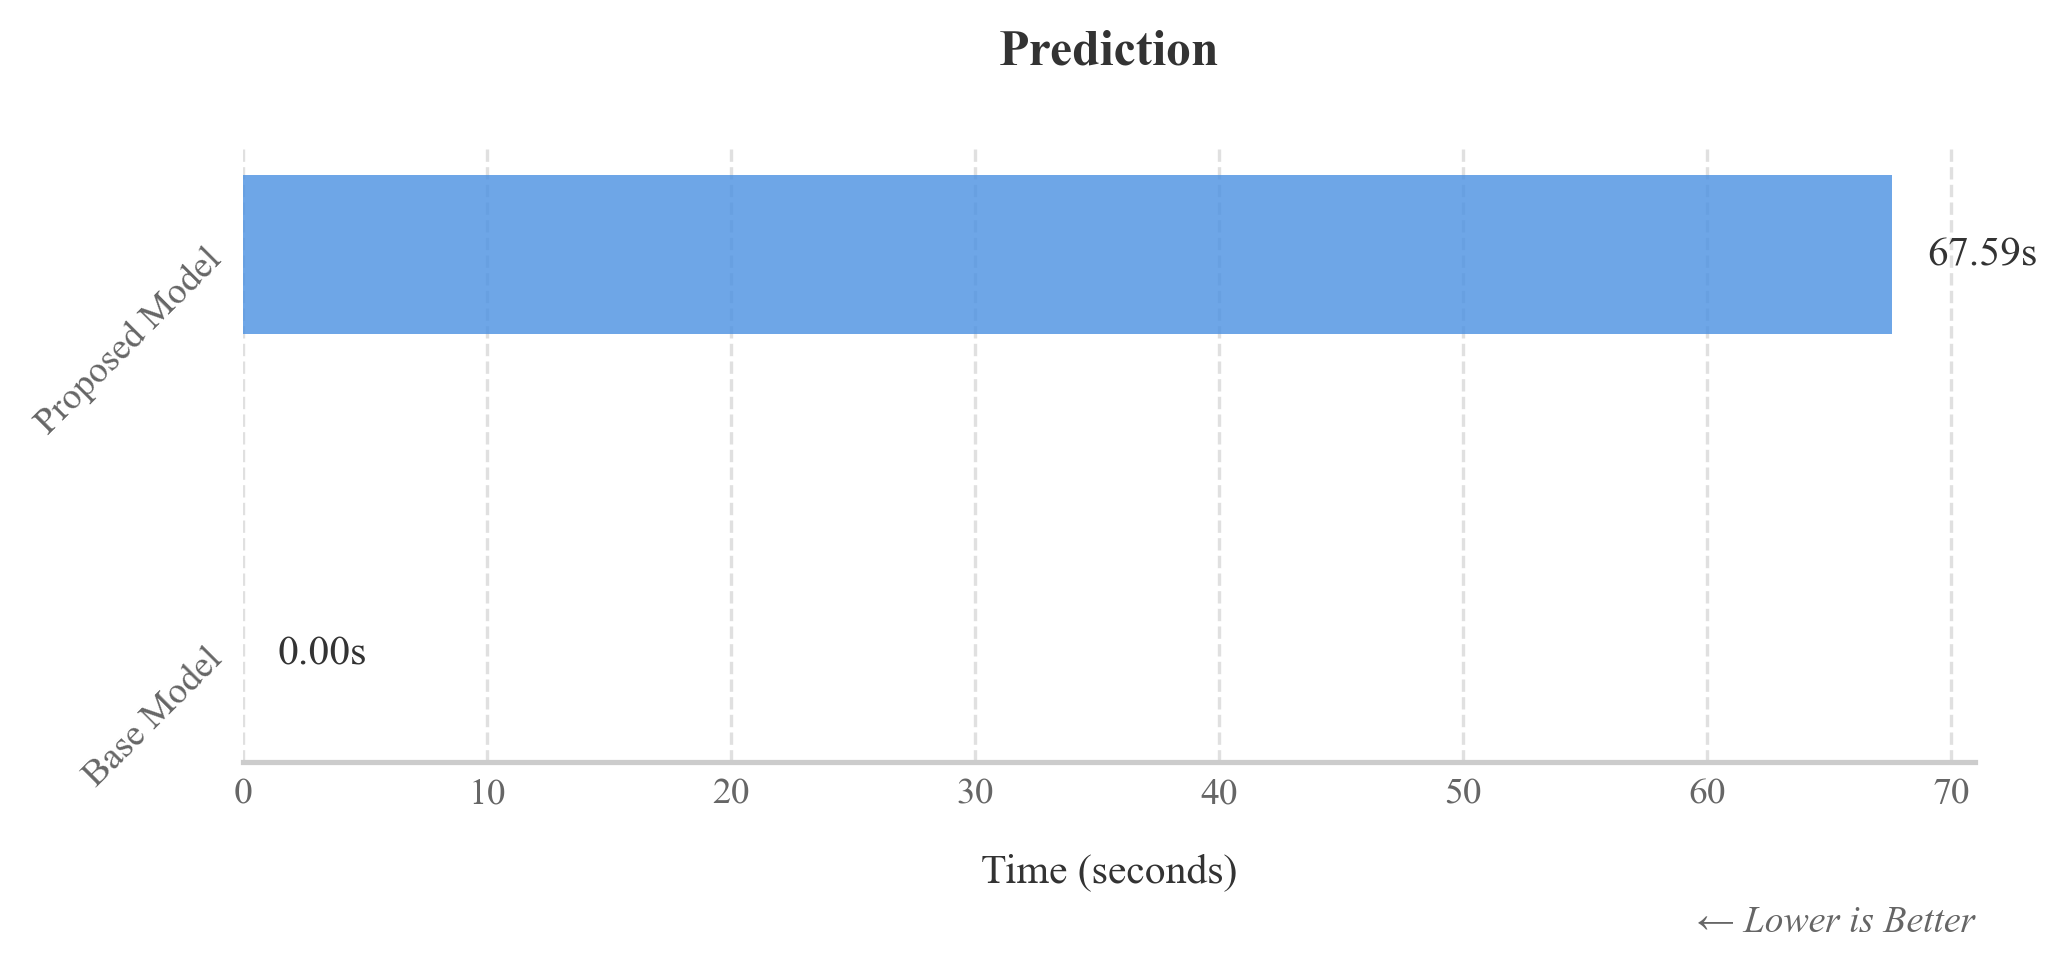 Prediction
Proposed Model
67.59s
Base Model
0.00s
0 10 20 30 40 50 60 70
Time (seconds)
← Lower is Better